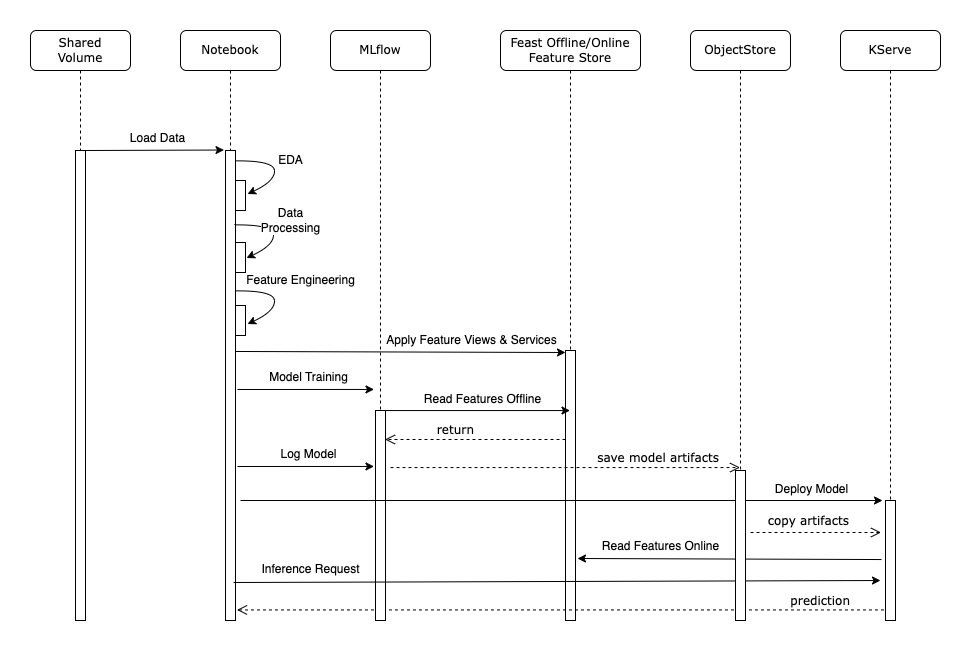 Shared
Volume
Notebook
MLflow
Feast Offline/Online
Feature Store
ObjectStore
KServe
Load Data
EDA
Data
Processing
Feature Engineering
Apply Feature Views & Services
Model Training
Read Features Offline
return
Log Model
save model artifacts
Deploy Model
copy artifacts
Read Features Online
Inference Request
prediction